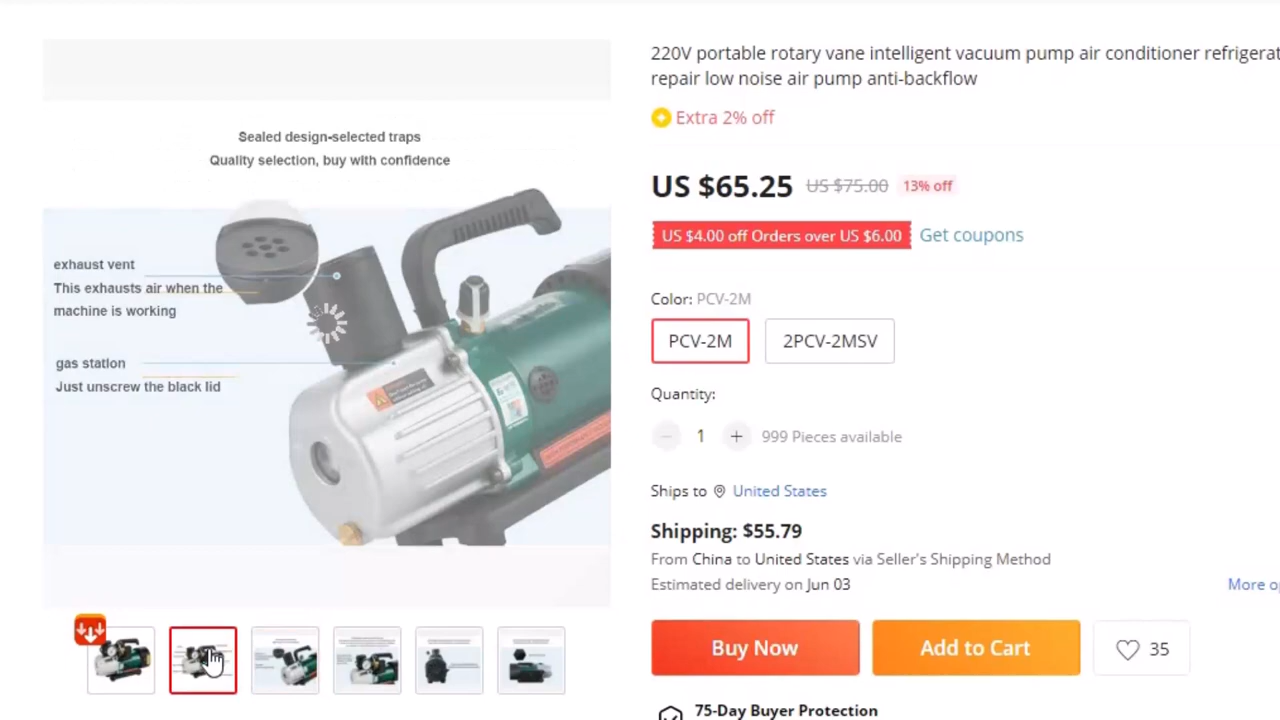 220V portable rotary vane intelligent vacuum pump air conditioner refrigerat
repair low noise air pump anti-backflow
Extra 2% off
US $65.25 US $75.00 13% off
US $4.00 off Orders over US $6.00 Get coupons
Color: PCV-2M
PCV-2M 2PCV-2MSV
Quantity:
1 999 Pieces available
Ships to United States
Shipping: $55.79
From China to United States via Seller's Shipping Method
Estimated delivery on Jun 03
More op
Buy Now Add to Cart 35
75-Day Buyer Protection
Sealed design-selected traps
Quality selection, buy with confidence
exhaust vent
This exhausts air when the
machine is working
gas station
Just unscrew the black lid